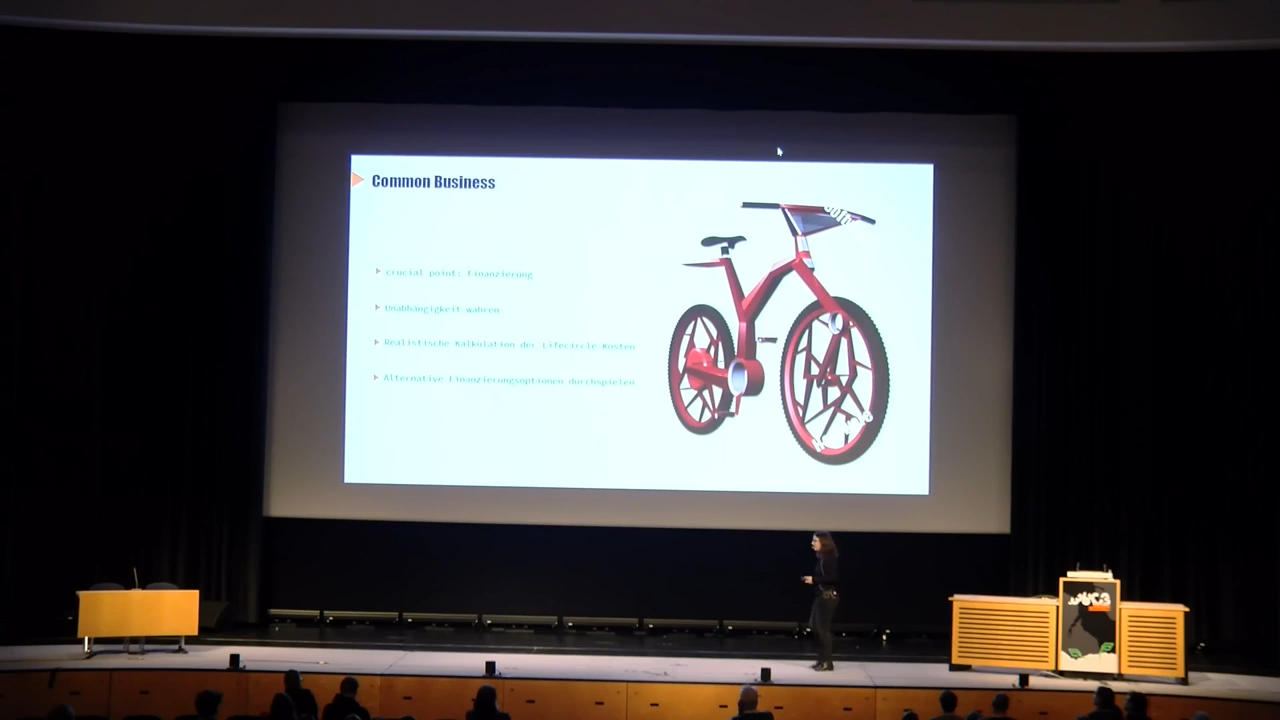 Common Business
crucial point: Finanzierung
Unabhängigkeit wahren
Realistische Kalkulation der Lifecircle Kosten
Alternative Finanzierungsoptionen durchspielen